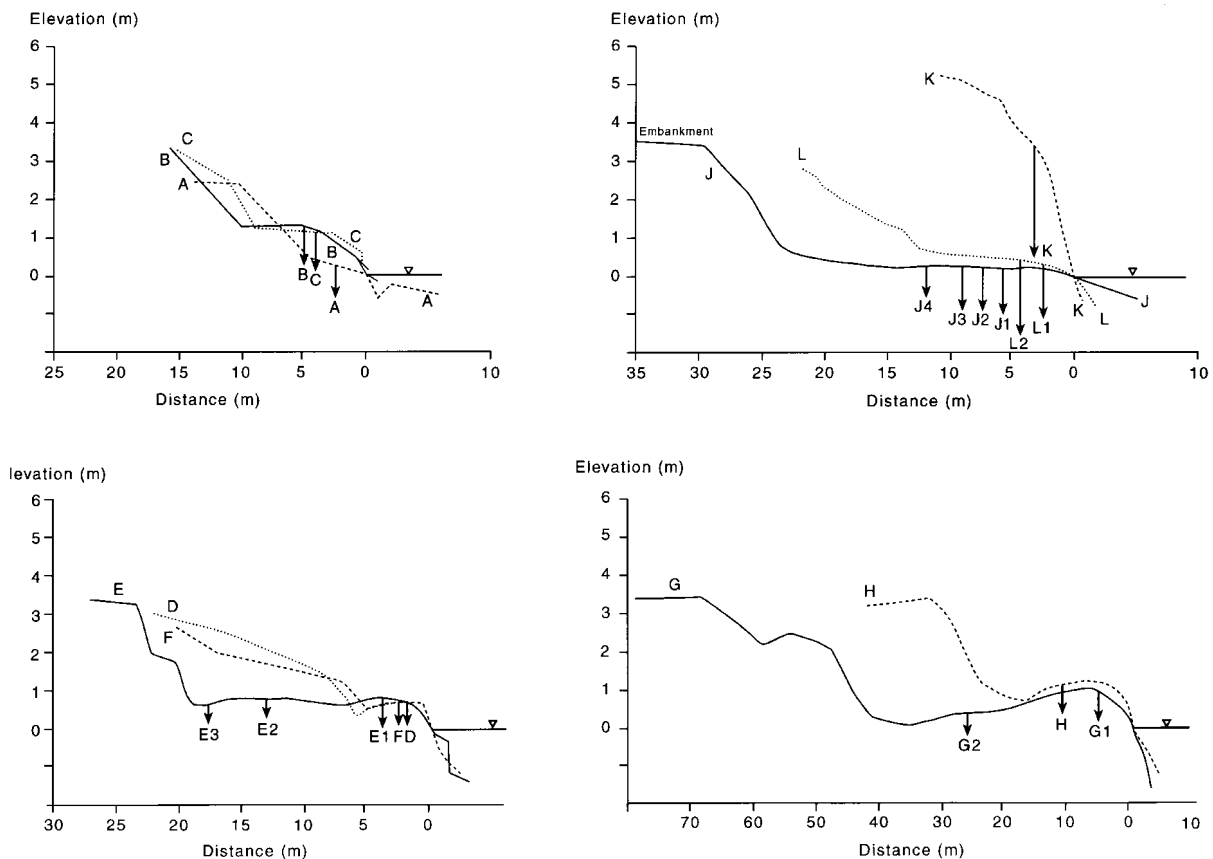 Elevation (m)
6
5
4
3
2
1
0
C
B
A
C
B
A
B
C
A
25
20
15
10
5
0
10
Distance (m)
Elevation (m)
6
5
4
3
2
1
0
K
Embankment
J
L
K
J4
J3
J2
J1
L2
L1
K
L
J
35
30
25
20
15
10
5
0
10
Distance (m)
levation (m)
6
5
4
3
2
1
0
E
D
F
E3
E2
E1
F
D
30
25
20
15
10
5
0
Distance (m)
Elevation (m)
6
5
4
3
2
1
0
G
H
G2
H
G1
70
60
50
40
30
20
10
0
10
Distance (m)